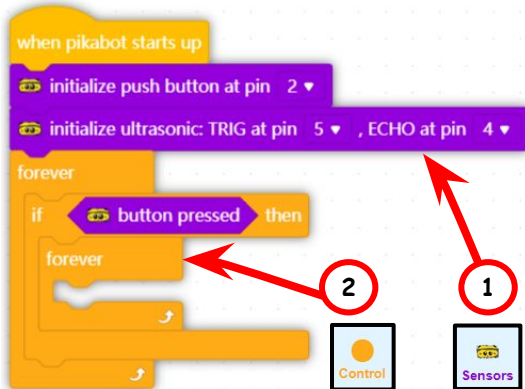 when pikabot starts up
initialize push button at pin 2
initialize ultrasonic: TRIG at pin 5 , ECHO at pin 4
forever
if button pressed then
forever
2
1
Control
Sensors